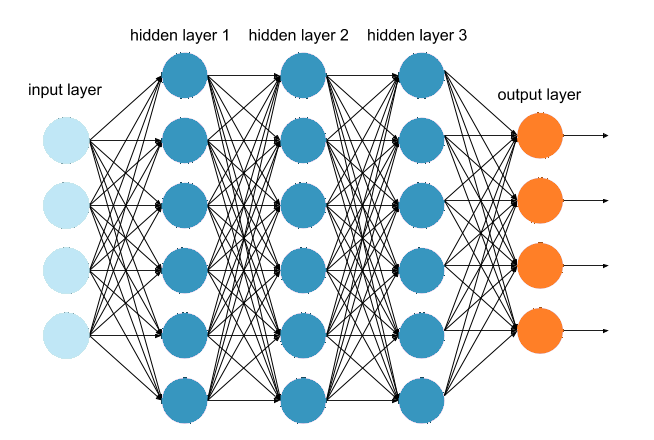 hidden layer 1
hidden layer 2
hidden layer 3
input layer
output layer